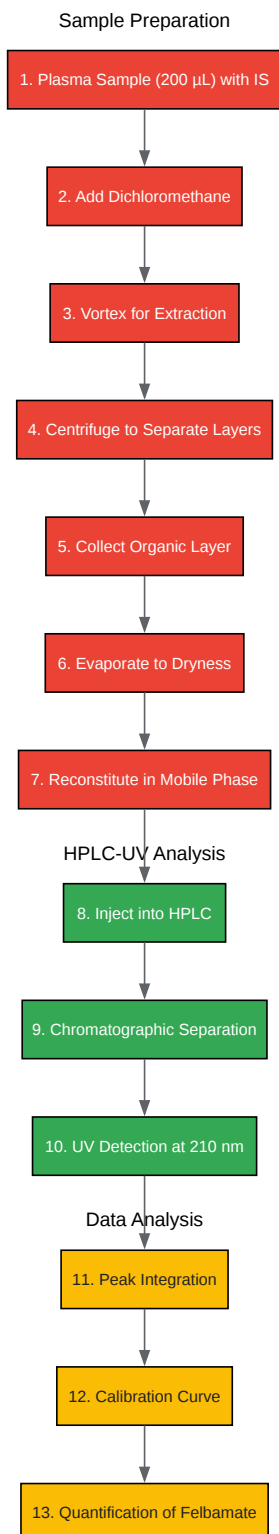 Sample Preparation
1. Plasma Sample (200 µL) with IS
2. Add Dichloromethane
3. Vortex for Extraction
4. Centrifuge to Separate Layers
5. Collect Organic Layer
6. Evaporate to Dryness
7. Reconstitute in Mobile Phase
HPLC-UV Analysis
8. Inject into HPLC
9. Chromatographic Separation
10. UV Detection at 210 nm
Data Analysis
11. Peak Integration
12. Calibration Curve
13. Quantification of Felbamate